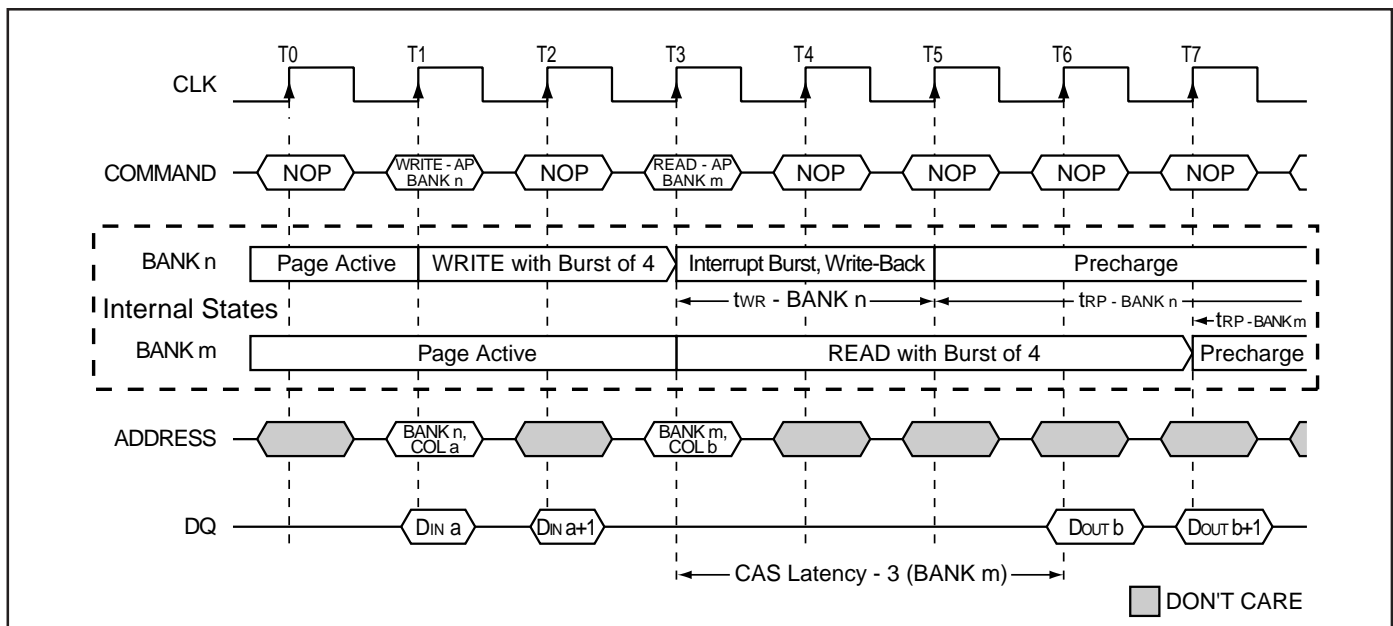 T0 T1 T2 T3 T4 T5 T6 T7
CLK
COMMAND NOP WRITE - AP BANK n NOP READ - AP BANK m NOP NOP NOP NOP
BANK n Page Active WRITE with Burst of 4 Interrupt Burst, Write-Back Precharge
Internal States tWR - BANK n tRP - BANK n
tRP - BANK m
BANK m Page Active READ with Burst of 4 Precharge
ADDRESS BANK n, COL a BANK m, COL b
DQ DIN a DIN a+1 DOUT b DOUT b+1
CAS Latency - 3 (BANK m)
DON'T CARE